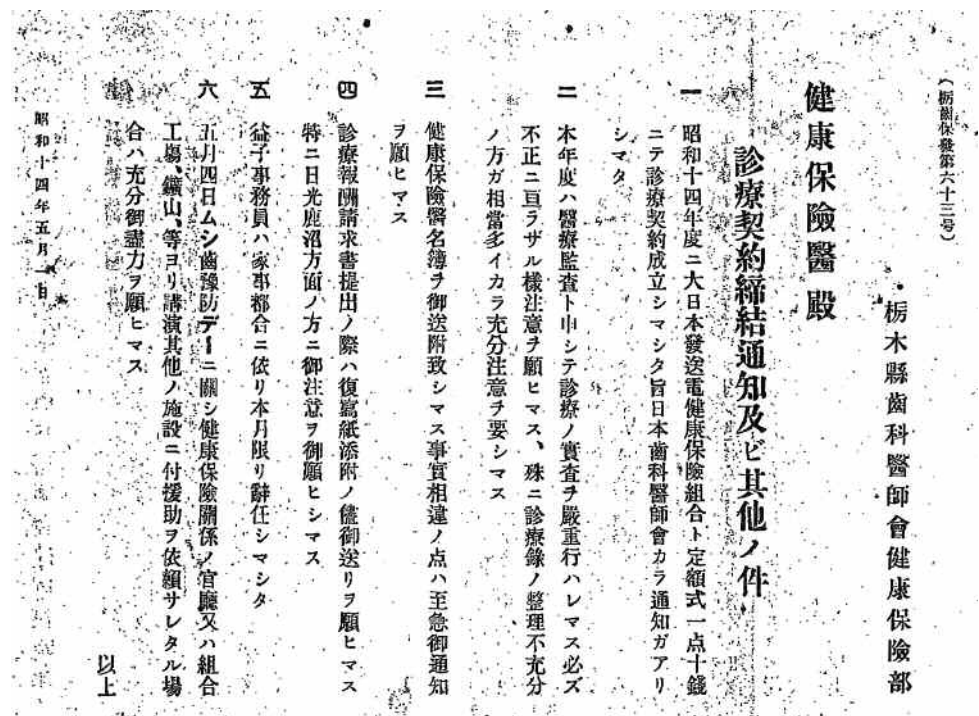 (栃齒保發第六十三号)
栃木縣齒科醫師會健康保險部
健康保險醫殿
診療契約締結通知及ビ其他ノ件
一 昭和十四年度ニ大日本發送電健康保險組合ト定額式一点十錢
ニテ診療契約成立シマシタ旨日本齒科醫師會カラ通知ガアリ
シマタ
二 本年度ハ醫療監査ト申シテ診療ノ實査ヲ嚴重行ハレマス必ズ
不正ニ亘ラザル樣注意ヲ願ヒマス、殊ニ診療錄ノ整理不充分
ノ方ガ相當多イカラ充分注意ヲ要シマス
三 健康保險醫名簿ヲ御送附致シマス事實相違ノ点ハ至急御通知
ヲ願ヒマス
四 診療報酬請求書提出ノ際ハ復寫紙添附ノ儘御送リヲ願ヒマス
特ニ日光鹿沼方面ノ方ニ御注意ヲ御願ヒシマス
五 益子事務員ハ家事都合ニ依リ本月限リ辭任シマシタ
六 五月四日ムシ齒豫防デーニ關シ健康保險關係ノ官廳又ハ組合
工場、鑛山、等ヨリ講演其他ノ施設ニ付援助ヲ依賴サレタル場
合ハ充分御盡力ヲ願ヒマス
以上
昭和十四年五月一日